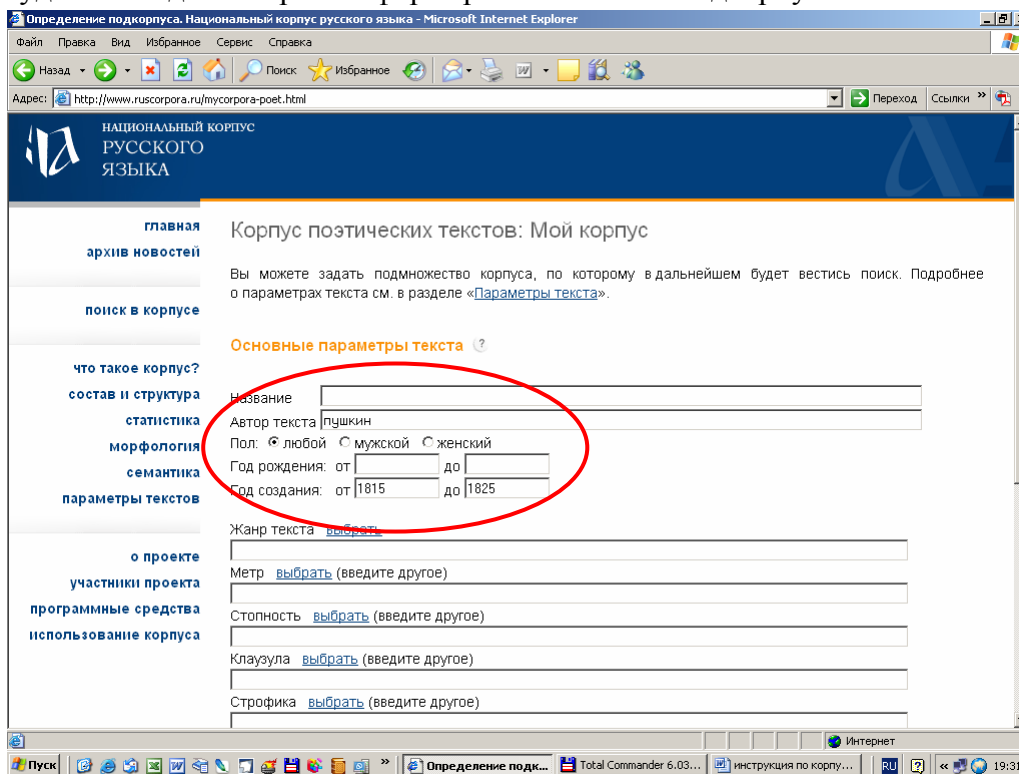 Определение подкорпуса. Национальный корпус русского языка - Microsoft Internet Explorer
Файл Правка Вид Избранное Сервис Справка
Назад Поиск Избранное
Адрес: http://www.ruscorpora.ru/mycorpora-poet.html Переход Ссылки »
НАЦИОНАЛЬНЫЙ КОРПУС
РУССКОГО
ЯЗЫКА
главная
архив новостей
поиск в корпусе
что такое корпус?
состав и структура
статистика
морфология
семантика
параметры текстов
о проекте
участники проекта
программные средства
использование корпуса
Корпус поэтических текстов: Мой корпус
Вы можете задать подмножество корпуса, по которому в дальнейшем будет вестись поиск. Подробнее
о параметрах текста см. в разделе «Параметры текста».
Основные параметры текста ?
Название
Автор текста пушкин
Пол: любой мужской женский
Год рождения: от до
Год создания: от 1815 до 1825
Жанр текста выбрать
Метр выбрать (введите другое)
Стопность выбрать (введите другое)
Клаузула выбрать (введите другое)
Строфика выбрать (введите другое)
Интернет
Пуск » Определение подк... Total Commander 6.03... инструкция по корпу... RU « 19:31